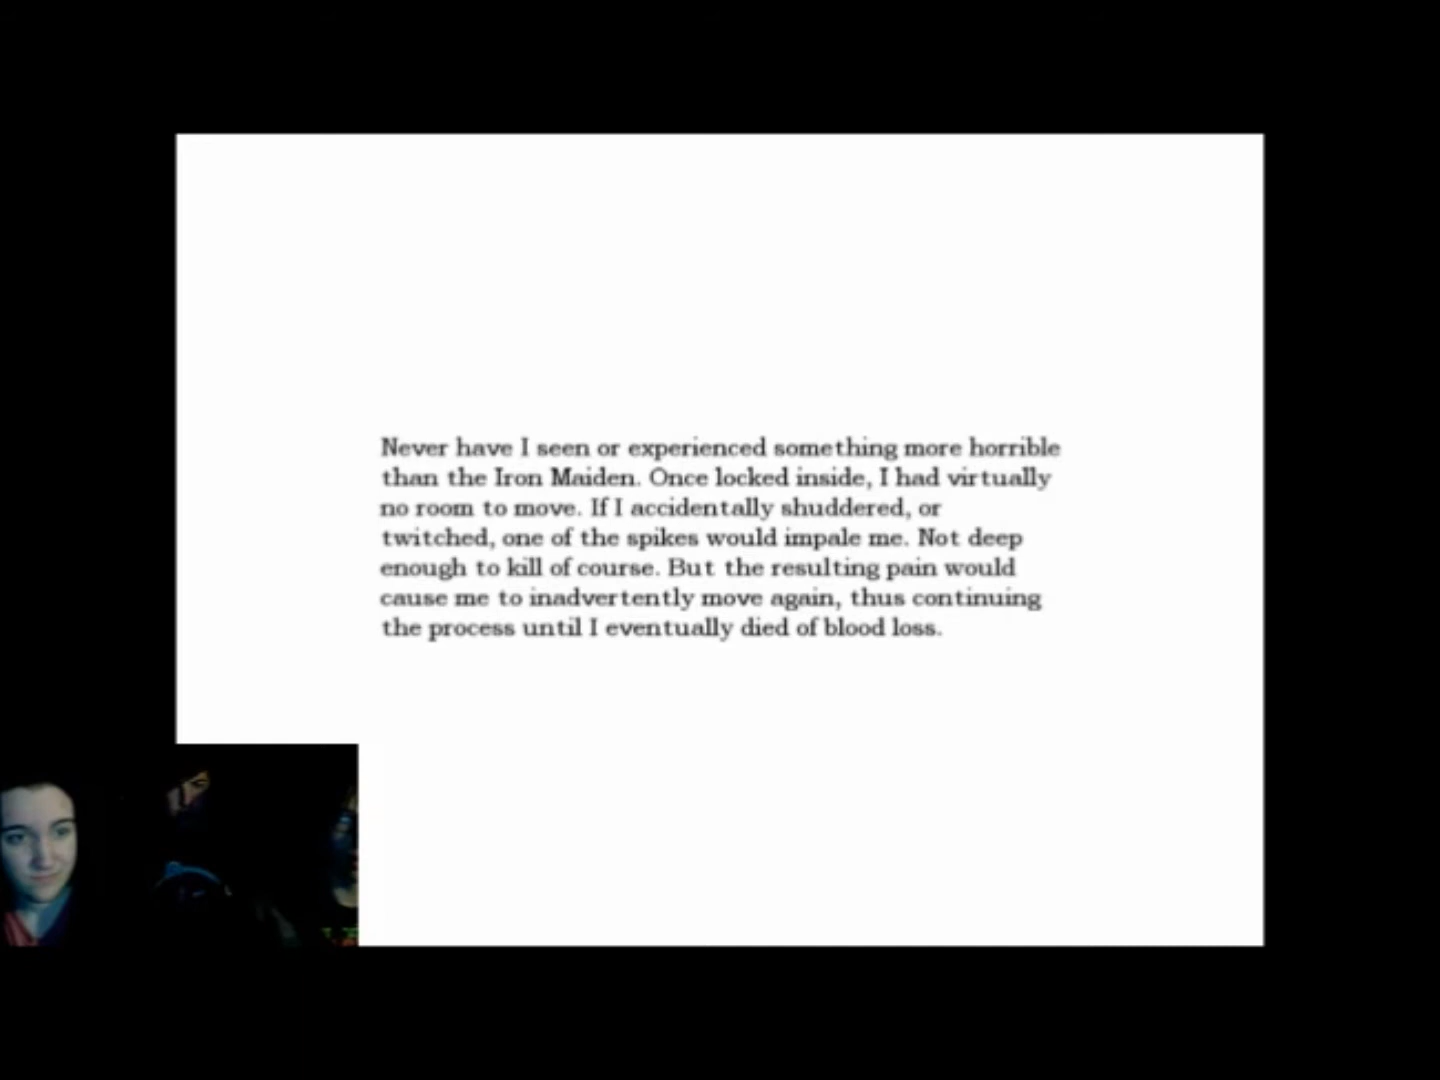 Never have I seen or experienced something more horrible
than the Iron Maiden. Once locked inside, I had virtually
no room to move. If I accidentally shuddered, or
twitched, one of the spikes would impale me. Not deep
enough to kill of course. But the resulting pain would
cause me to inadvertently move again, thus continuing
the process until I eventually died of blood loss.